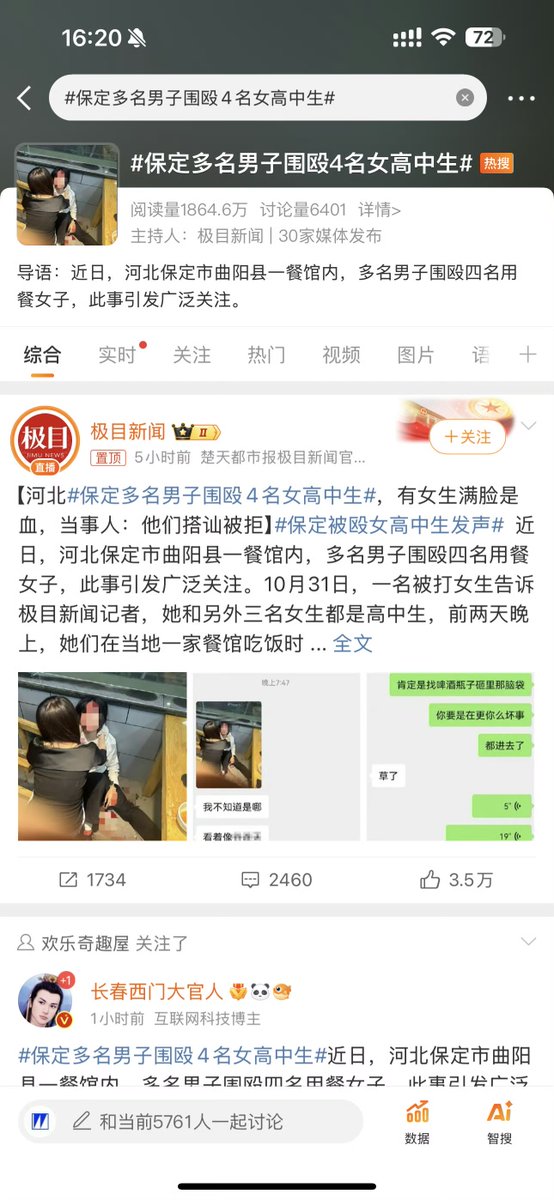 16:20
72
#保定多名男子围殴4名女高中生#
#保定多名男子围殴4名女高中生# 热搜
阅读量1864.6万 讨论量6401 详情>
主持人：极目新闻 | 30家媒体发布
导语：近日，河北保定市曲阳县一餐馆内，多名男子围殴四名用
餐女子，此事引发广泛关注。
综合 实时 关注 热门 视频 图片 语
极目
JIMU NEWS
直播
极目新闻 II
+关注
置顶 5小时前 楚天都市报极目新闻官...
【河北#保定多名男子围殴4名女高中生#，有女生满脸是
血，当事人：他们搭讪被拒】#保定被殴女高中生发声# 近
日，河北保定市曲阳县一餐馆内，多名男子围殴四名用餐
女子，此事引发广泛关注。10月31日，一名被打女生告诉
极目新闻记者，她和另外三名女生都是高中生，前两天晚
上，她们在当地一家餐馆吃饭时 ... 全文
晚上7:47
我不知道是哪
看着像
肯定是找啤酒瓶子砸里那脑袋
你要是在更你么坏事
都进去了
草了
5"
19"
1734
2460
3.5万
欢乐奇趣屋 关注了
+1
长春西门大官人
1小时前 互联网科技博主
#保定多名男子围殴4名女高中生#近日，河北保定市曲阳
县一餐馆内，多名男子围殴四名用餐女子，此事引发广泛
和当前5761人一起讨论
数据
Ai
智搜